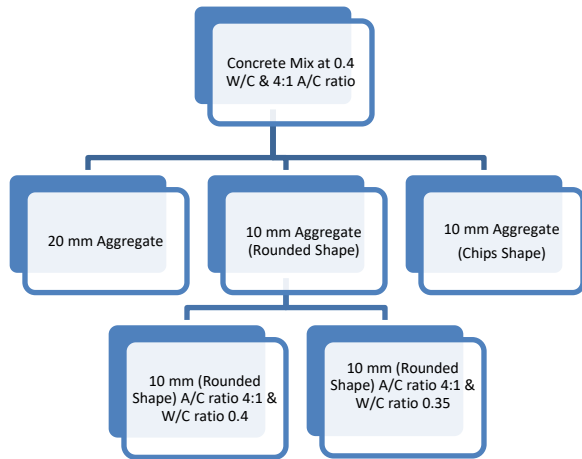 Concrete Mix at 0.4
W/C & 4:1 A/C ratio
20 mm Aggregate
10 mm Aggregate
(Rounded Shape)
10 mm Aggregate
(Chips Shape)
10 mm (Rounded
Shape) A/C ratio 4:1 &
W/C ratio 0.4
10 mm (Rounded
Shape) A/C ratio 4:1 &
W/C ratio 0.35